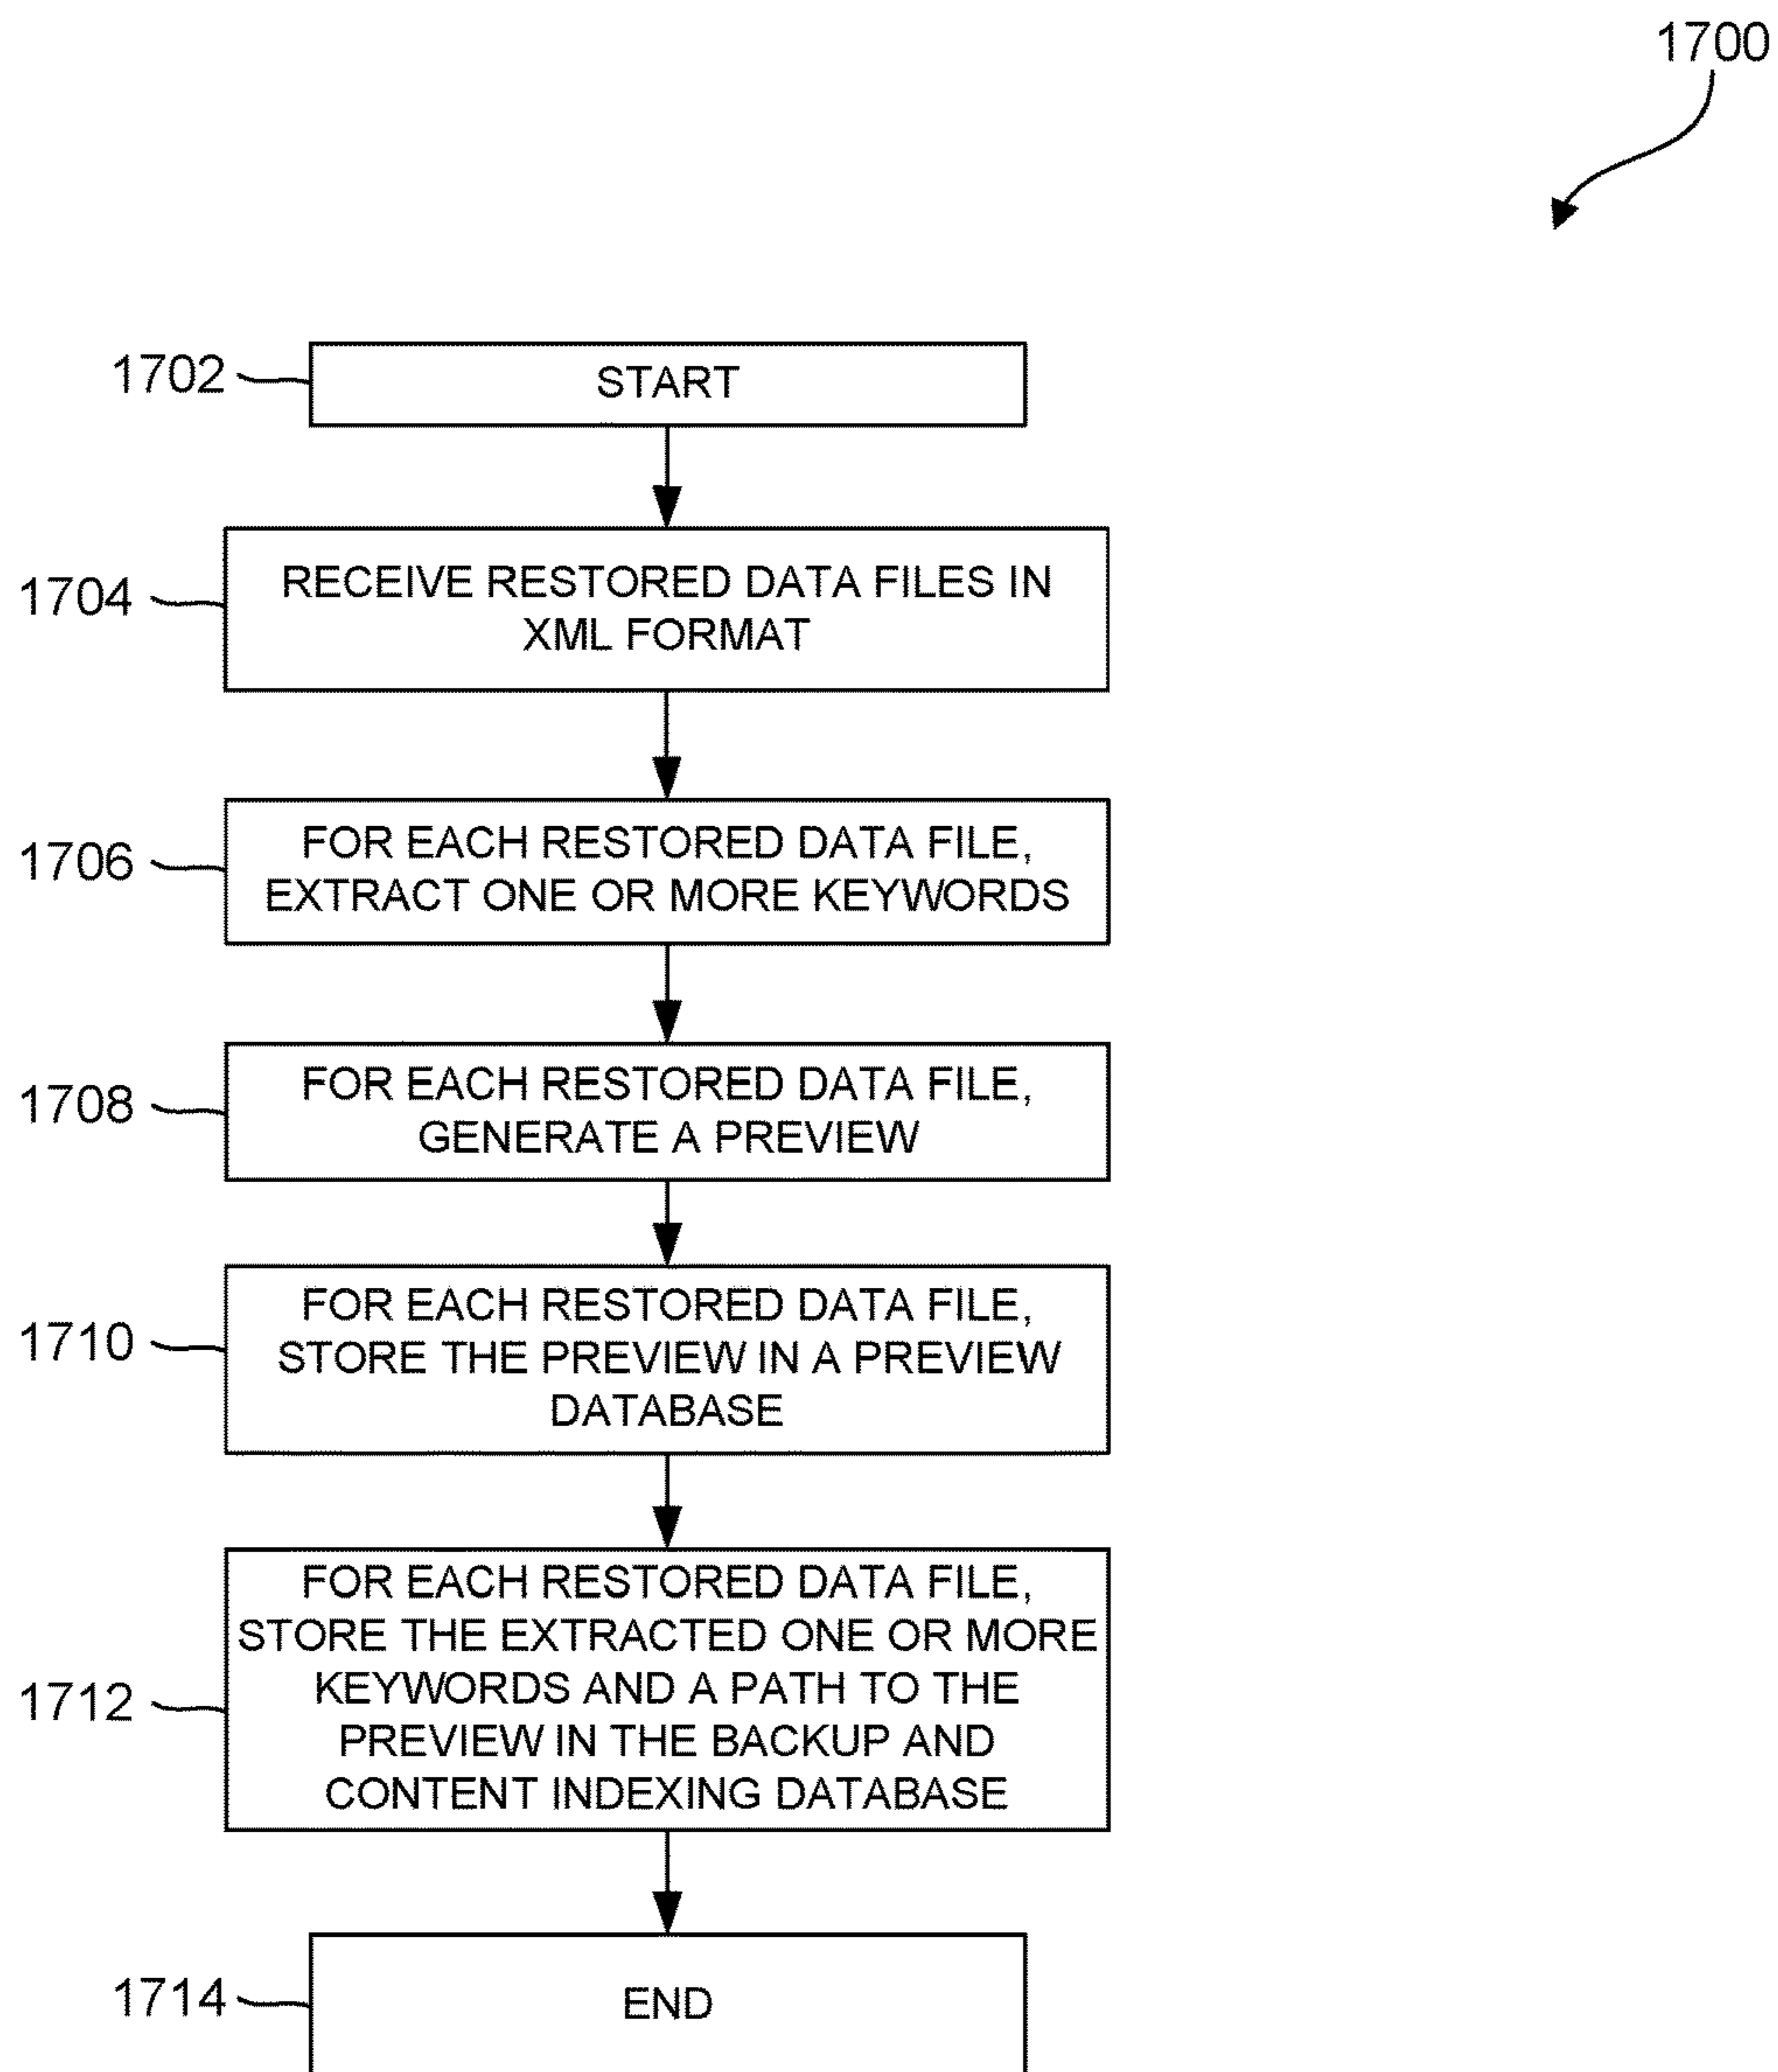 1700
1702
START
1704
RECEIVE RESTORED DATA FILES IN
XML FORMAT
1706
FOR EACH RESTORED DATA FILE,
EXTRACT ONE OR MORE KEYWORDS
1708
FOR EACH RESTORED DATA FILE,
GENERATE A PREVIEW
1710
FOR EACH RESTORED DATA FILE,
STORE THE PREVIEW IN A PREVIEW
DATABASE
1712
FOR EACH RESTORED DATA FILE,
STORE THE EXTRACTED ONE OR MORE
KEYWORDS AND A PATH TO THE
PREVIEW IN THE BACKUP AND
CONTENT INDEXING DATABASE
1714
END